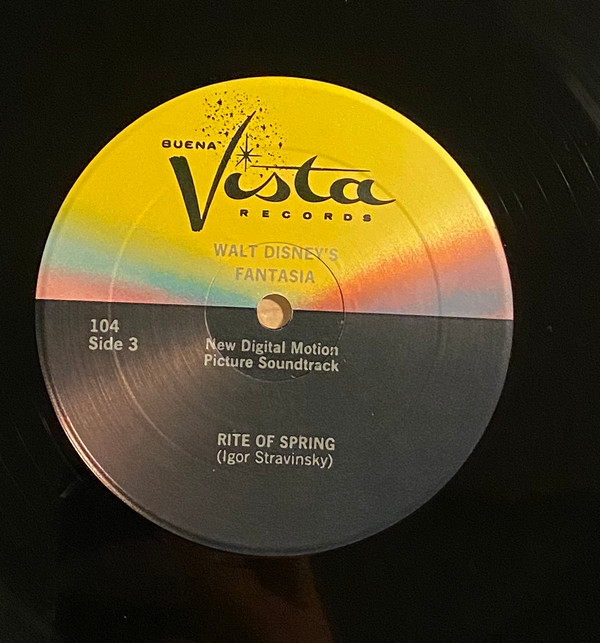 BUENA
Vista
RECORDS
WALT DISNEY'S
FANTASIA
104
Side 3
New Digital Motion
Picture Soundtrack
RITE OF SPRING
(Igor Stravinsky)